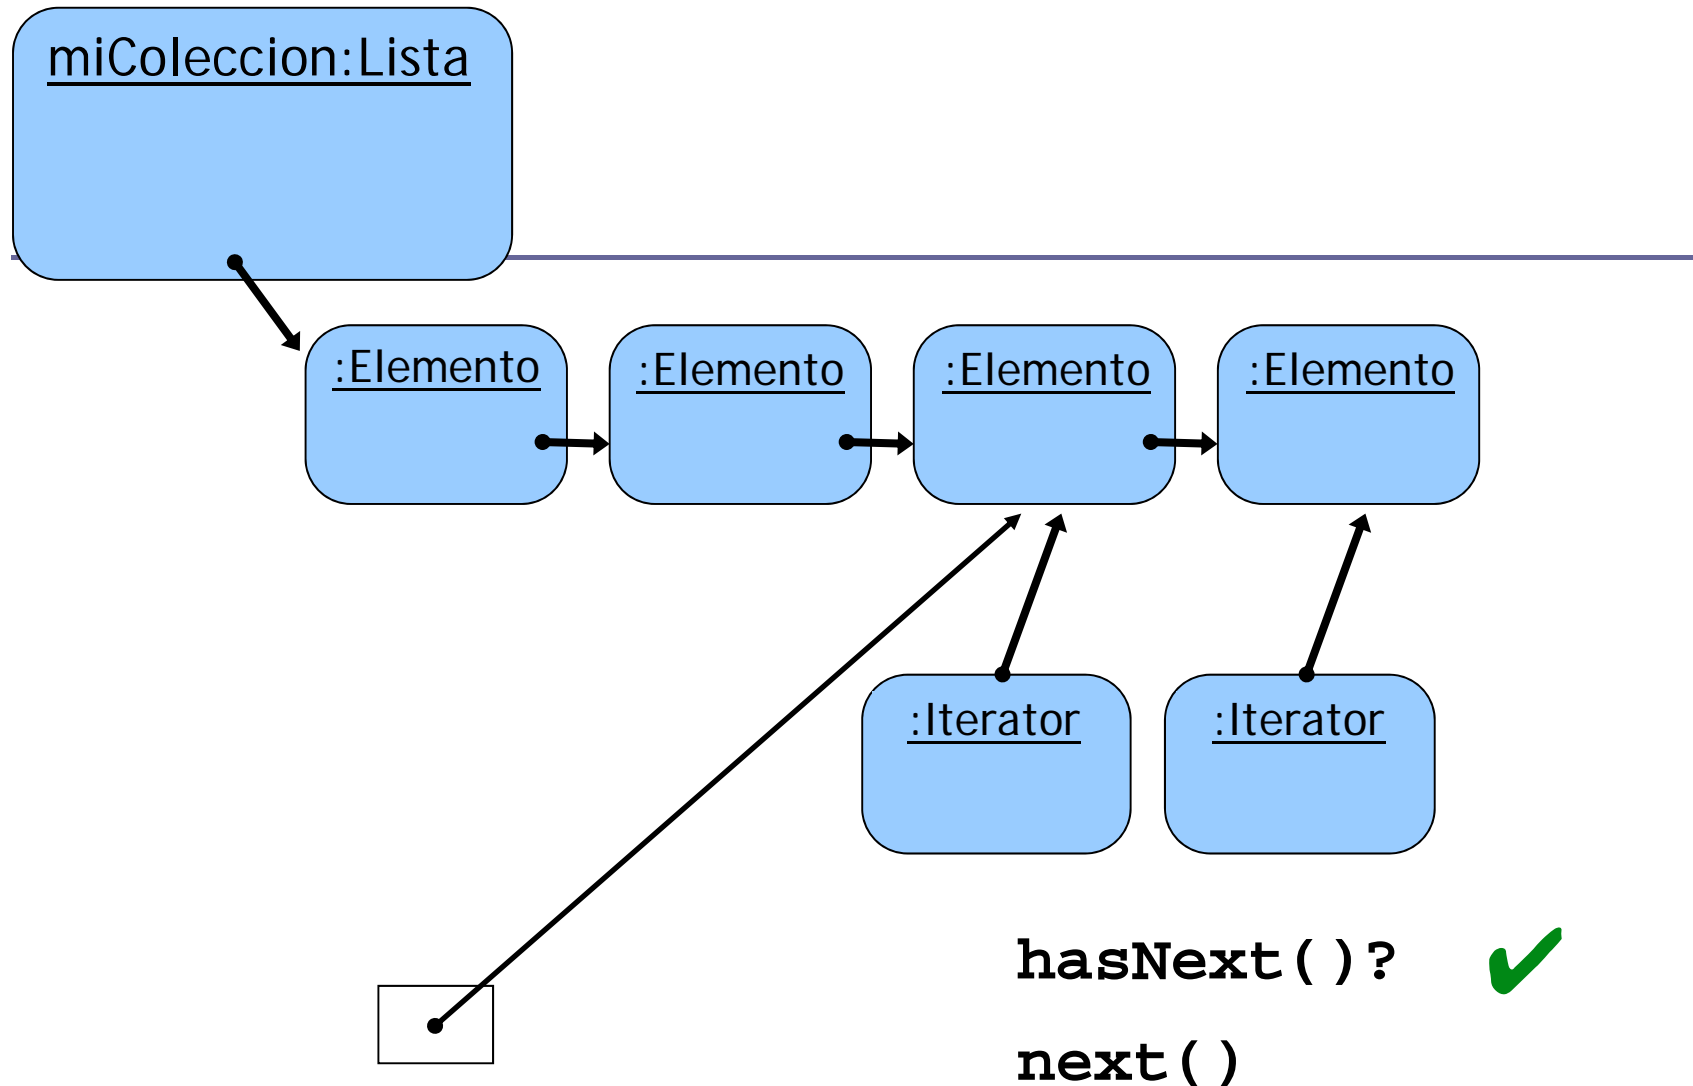 miColeccion:Lista
:Elemento :Elemento :Elemento :Elemento
:Iterator :Iterator
hasNext()?
next()